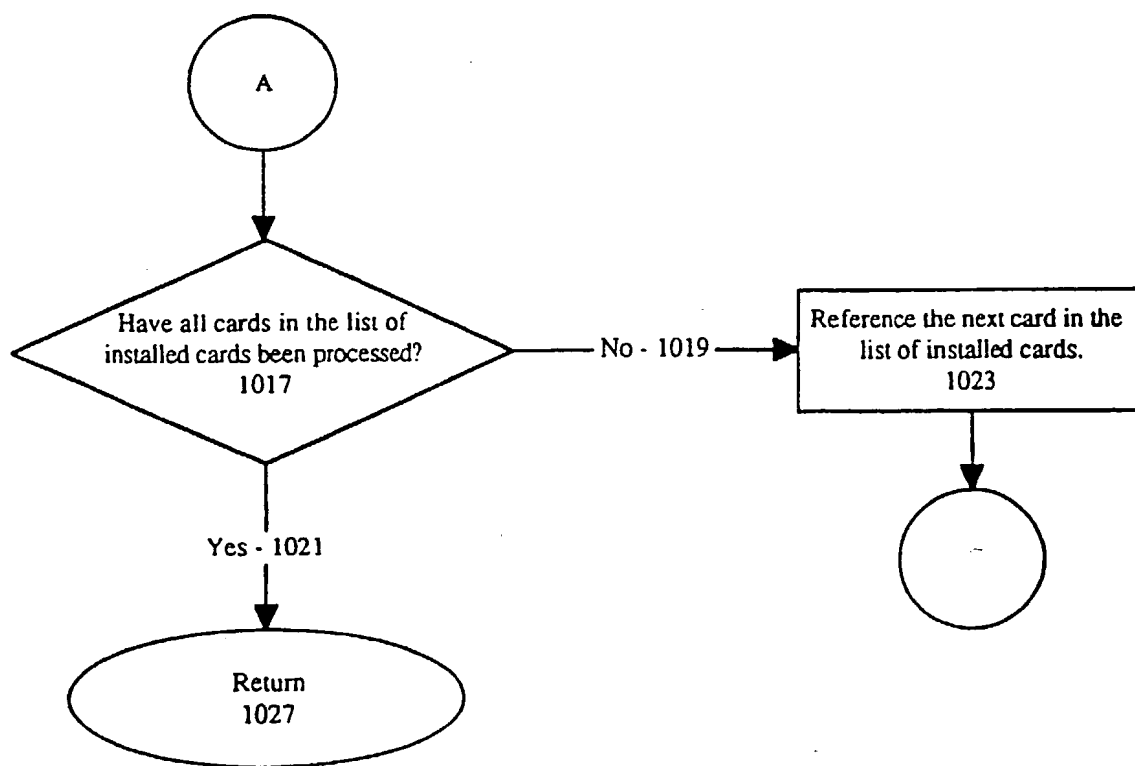 A
Have all cards in the list of
installed cards been processed?
1017
No - 1019
Reference the next card in the
list of installed cards.
1023
Yes - 1021
Return
1027